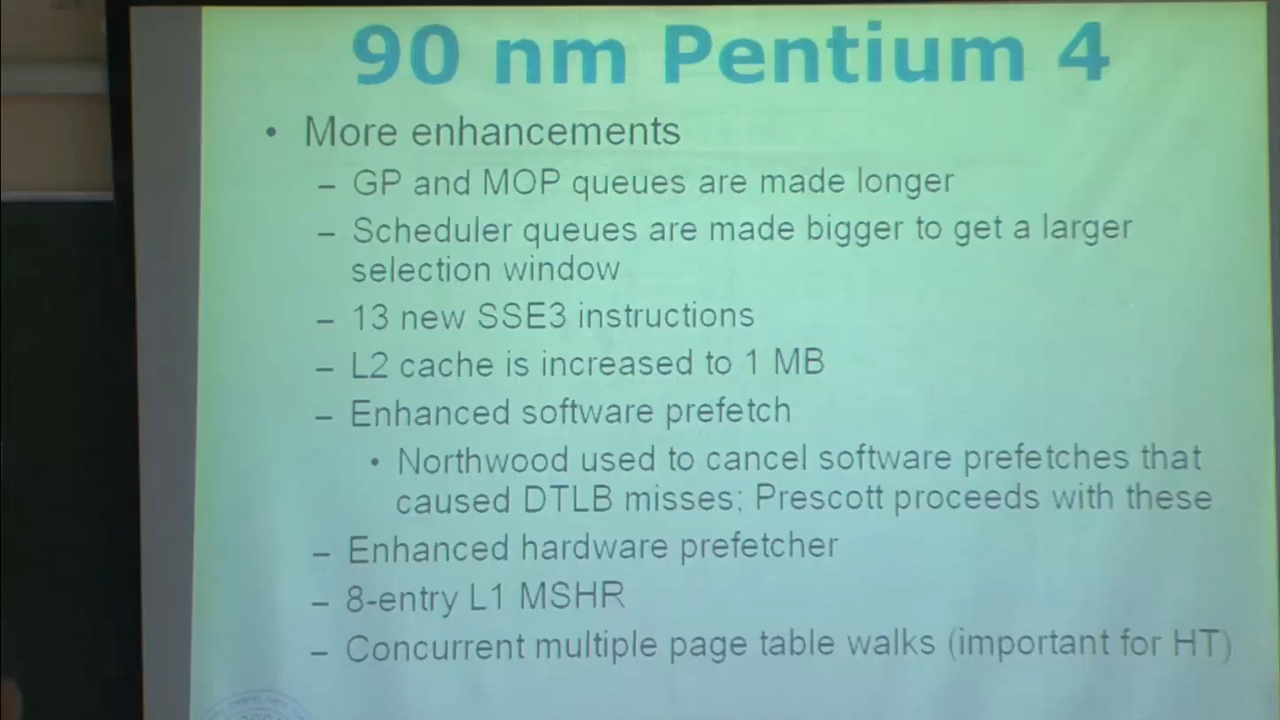 90 nm Pentium 4
• More enhancements
– GP and MOP queues are made longer
– Scheduler queues are made bigger to get a larger
selection window
– 13 new SSE3 instructions
– L2 cache is increased to 1 MB
– Enhanced software prefetch
• Northwood used to cancel software prefetches that
caused DTLB misses; Prescott proceeds with these
– Enhanced hardware prefetcher
– 8-entry L1 MSHR
– Concurrent multiple page table walks (important for HT)